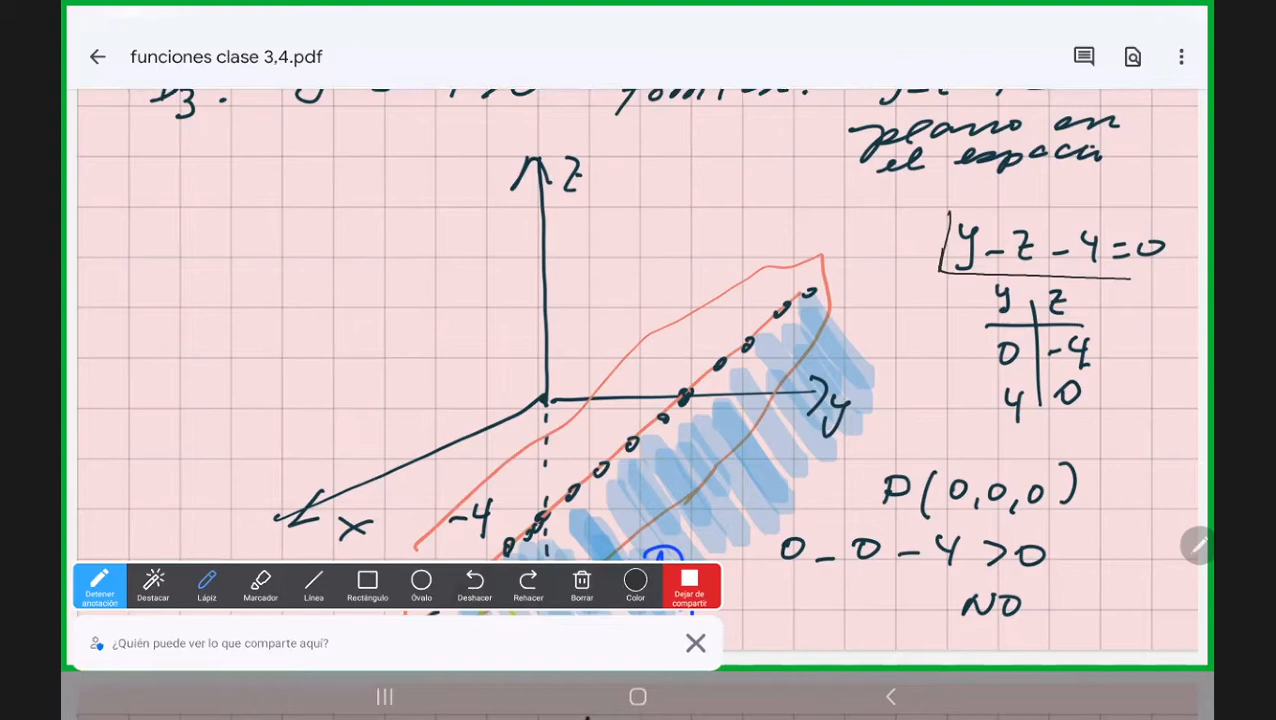 funciones clase 3,4.pdf
D3:
plano en
el espacio
Z
y - z - 4 = 0
y z
0 -4
4 0
y
P(0,0,0)
-4
x
0 - 0 - 4 > 0
NO
Detener anotación
Destacar
Lápiz
Marcador
Línea
Rectángulo
Óvalo
Deshacer
Rehacer
Borrar
Color
Dejar de compartir
¿Quién puede ver lo que comparte aquí?